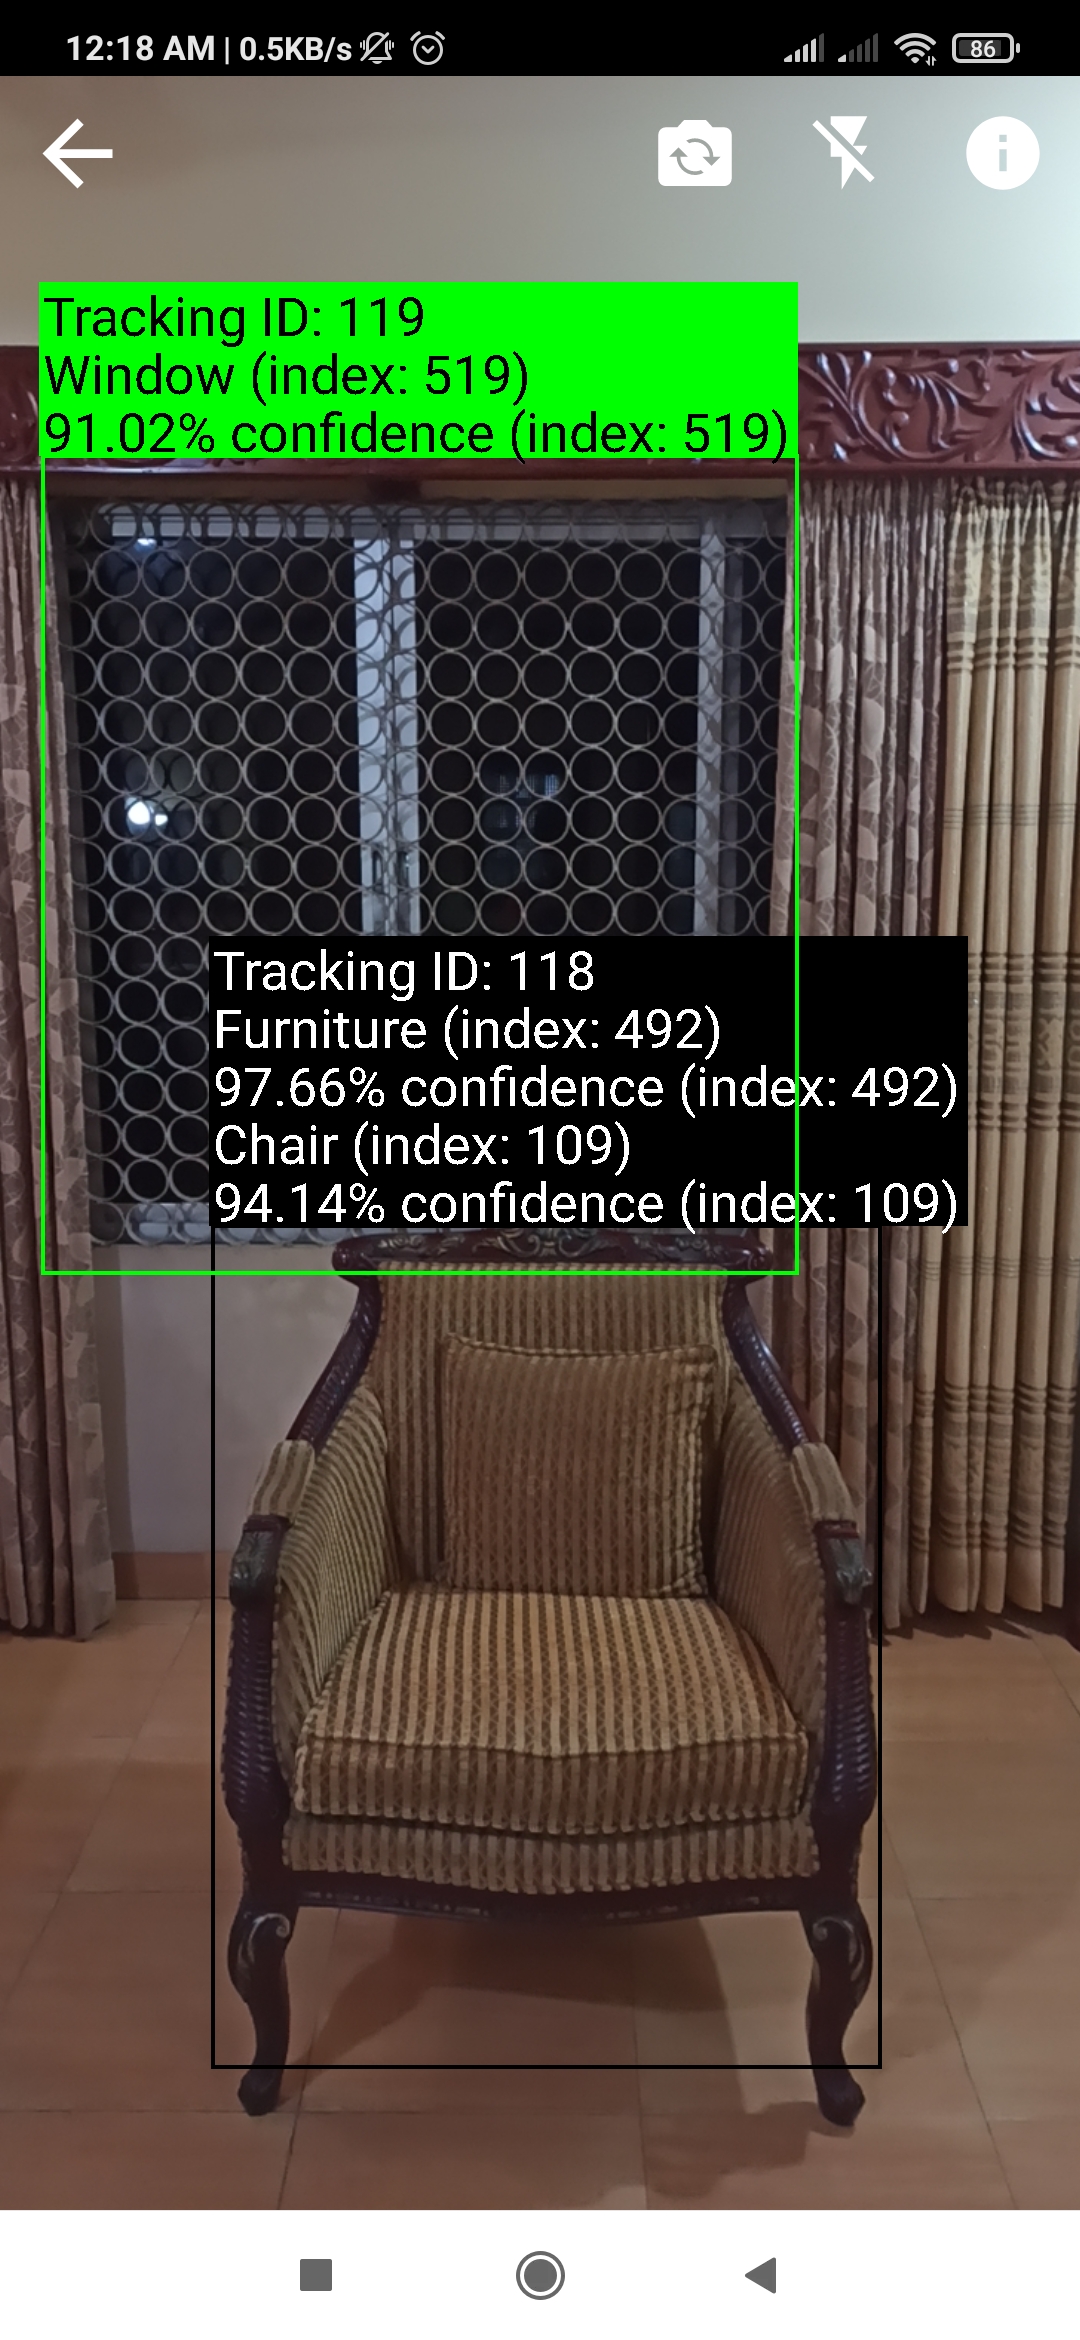 12:18 AM | 0.5KB/s
86
Tracking ID: 119
Window (index: 519)
91.02% confidence (index: 519)
Tracking ID: 118
Furniture (index: 492)
97.66% confidence (index: 492)
Chair (index: 109)
94.14% confidence (index: 109)